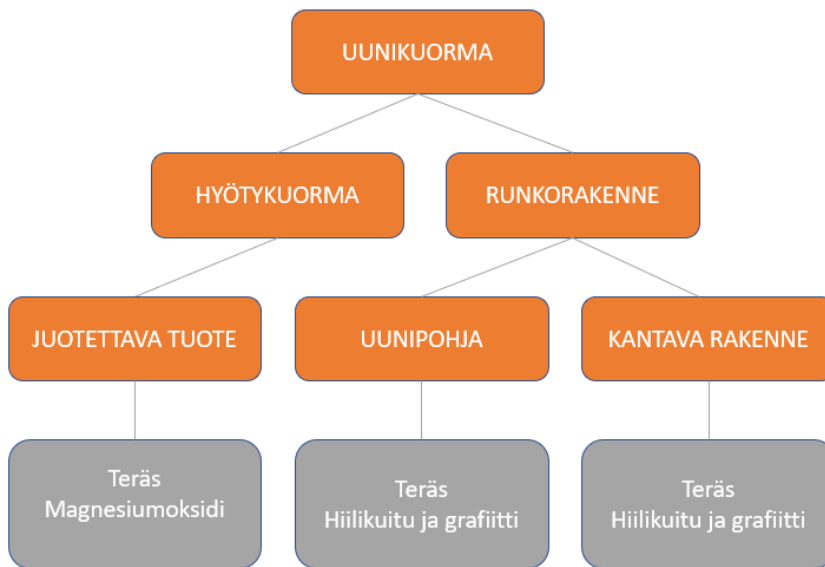 UUNIKUORMA
HYÖTYKUORMA
RUNKORAKENNE
JUOTETTAVA TUOTE
UUNIPOHJA
KANTAVA RAKENNE
Teräs
Magnesiumoksidi
Teräs
Hiilikuitu ja grafiitti
Teräs
Hiilikuitu ja grafiitti